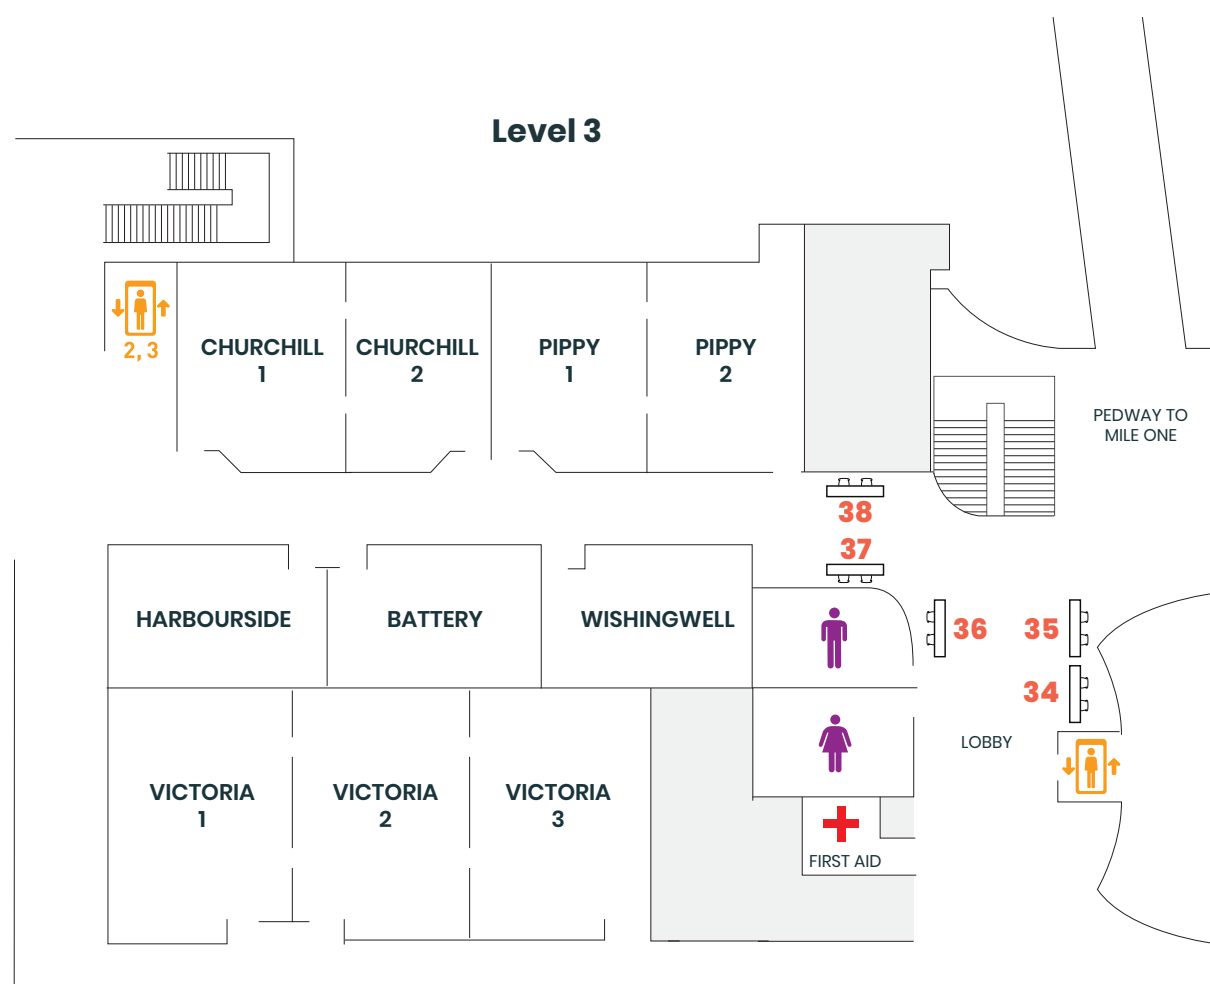 Level 3
2, 3
CHURCHILL
1
CHURCHILL
2
PIPPY
1
PIPPY
2
PEDWAY TO
MILE ONE
38
37
HARBOURSIDE
BATTERY
WISHINGWELL
36
35
34
LOBBY
VICTORIA
1
VICTORIA
2
VICTORIA
3
FIRST AID